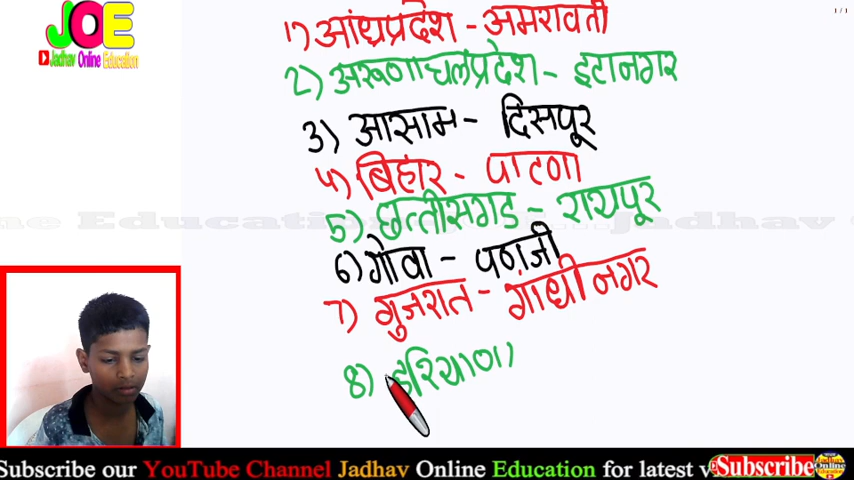 JOE
Jadhav Online Education
1/1
1) आंध्रप्रदेश - अमरावती
2) अरुणाचलप्रदेश - इटानगर
3) आसाम - दिसपूर
4) बिहार - पाटणा
5) छत्तीसगड - रायपूर
6) गोवा - पणजी
7) गुजरात - गांधीनगर
8) हरियाणा
Subscribe our YouTube Channel Jadhav Online Education for latest v
Subscribe